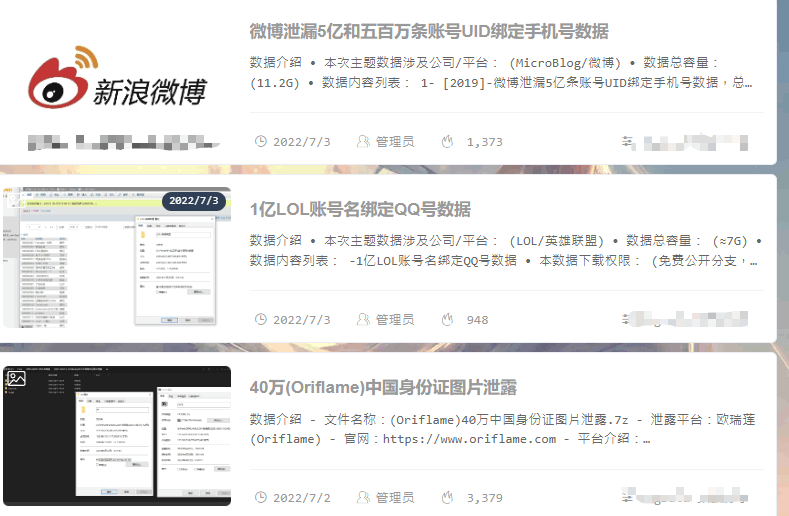 微博泄漏5亿和五百万条账号UID绑定手机号数据
数据介绍 • 本次主题数据涉及公司/平台： (MicroBlog/微博) • 数据总容量：
(11.2G) • 数据内容列表： 1- [2019]-微博泄漏5亿条账号UID绑定手机号数据，总…
新浪微博
2022/7/3 管理员 1,373
2022/7/3
1亿LOL账号名绑定QQ号数据
数据介绍 • 本次主题数据涉及公司/平台： (LOL/英雄联盟) • 数据总容量： (≈7G) •
数据内容列表： -1亿LOL账号名绑定QQ号数据 • 本数据下载权限： (免费公开分支，…
2022/7/3 管理员 948
40万(Oriflame)中国身份证图片泄露
数据介绍 - 文件名称：(Oriflame)40万中国身份证图片泄露.7z - 泄露平台：欧瑞莲
(Oriflame) - 官网：https://www.oriflame.com - 平台介绍：…
2022/7/2 管理员 3,379